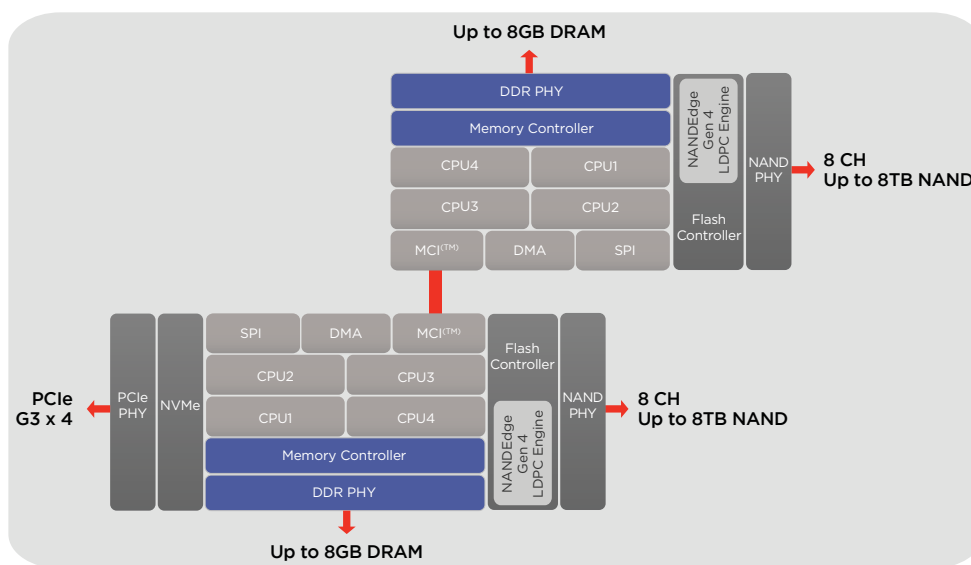 Up to 8GB DRAM
DDR PHY
Memory Controller
CPU4
CPU1
CPU3
CPU2
MCI(TM)
DMA
SPI
NANDEdge
Gen 4
LDPC Engine
Flash
Controller
NAND
PHY
8 CH
Up to 8TB NAND
PCIe
G3 x 4
PCIe
PHY
NVMe
SPI
DMA
MCI(TM)
CPU2
CPU3
CPU1
CPU4
Memory Controller
DDR PHY
Flash
Controller
NANDEdge
Gen 4
LDPC Engine
NAND
PHY
8 CH
Up to 8TB NAND
Up to 8GB DRAM